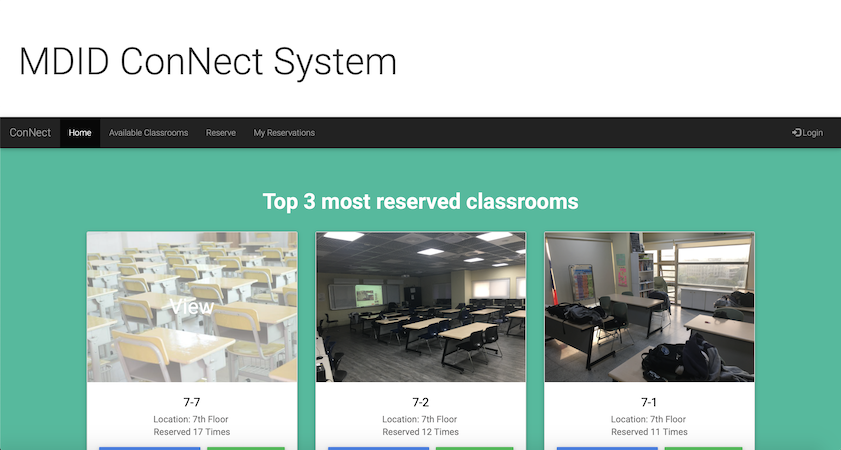 MDID ConNect System
ConNect Home Available Classrooms Reserve My Reservations Login
Top 3 most reserved classrooms
View
7-7 7-2 7-1
Location: 7th Floor Location: 7th Floor Location: 7th Floor
Reserved 17 Times Reserved 12 Times Reserved 11 Times